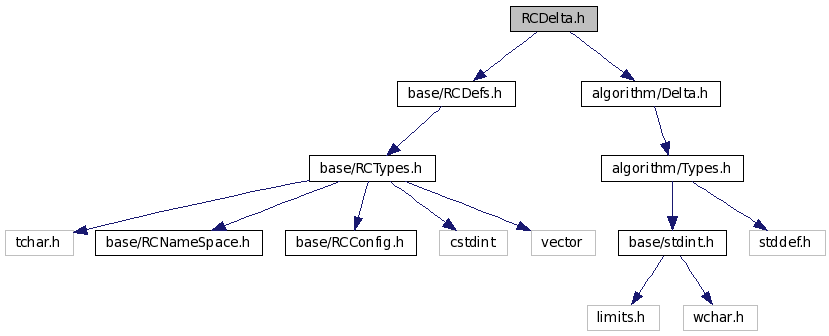 RCDelta.h
base/RCDefs.h
algorithm/Delta.h
base/RCTypes.h
algorithm/Types.h
tchar.h
base/RCNameSpace.h
base/RCConfig.h
cstdint
vector
base/stdint.h
stddef.h
limits.h
wchar.h